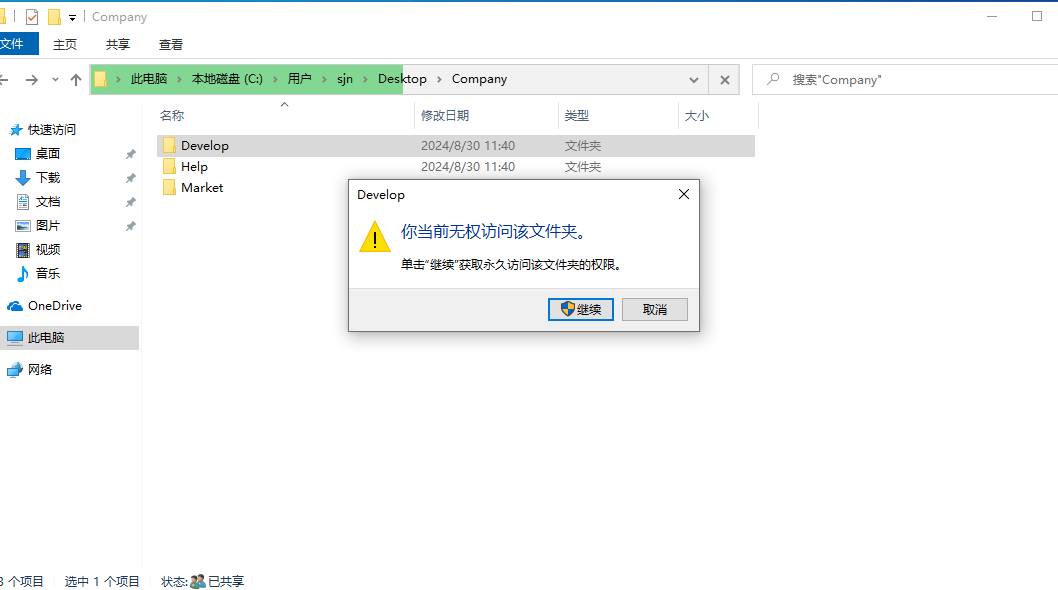 Company
文件 主页 共享 查看
此电脑 本地磁盘 (C:) 用户 sjn Desktop Company 搜索"Company"
名称 修改日期 类型 大小
快速访问
桌面
下载
文档
图片
视频
音乐
OneDrive
此电脑
网络
Develop 2024/8/30 11:40 文件夹
Help 2024/8/30 11:40 文件夹
Market
Develop
你当前无权访问该文件夹。
单击“继续”获取永久访问该文件夹的权限。
继续 取消
3 个项目 选中 1 个项目 状态: 已共享